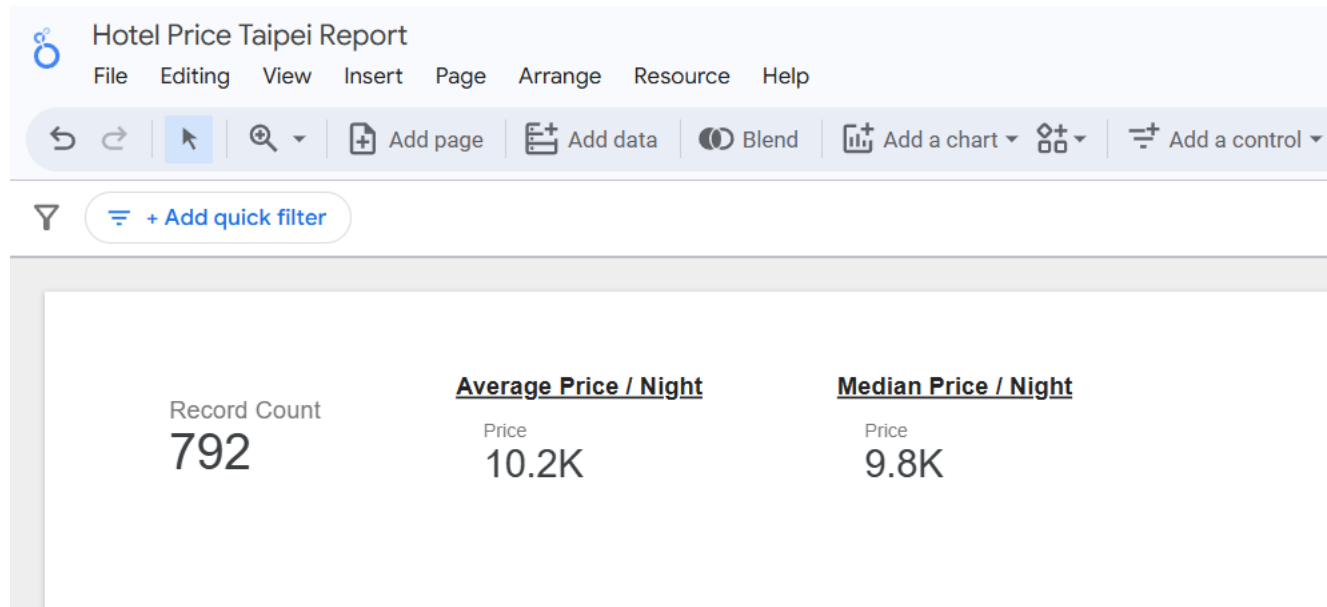 Hotel Price Taipei Report
File Editing View Insert Page Arrange Resource Help
Add page Add data Blend Add a chart Add a control
+ Add quick filter
Average Price / Night Median Price / Night
Record Count
792
Price
10.2K
Price
9.8K